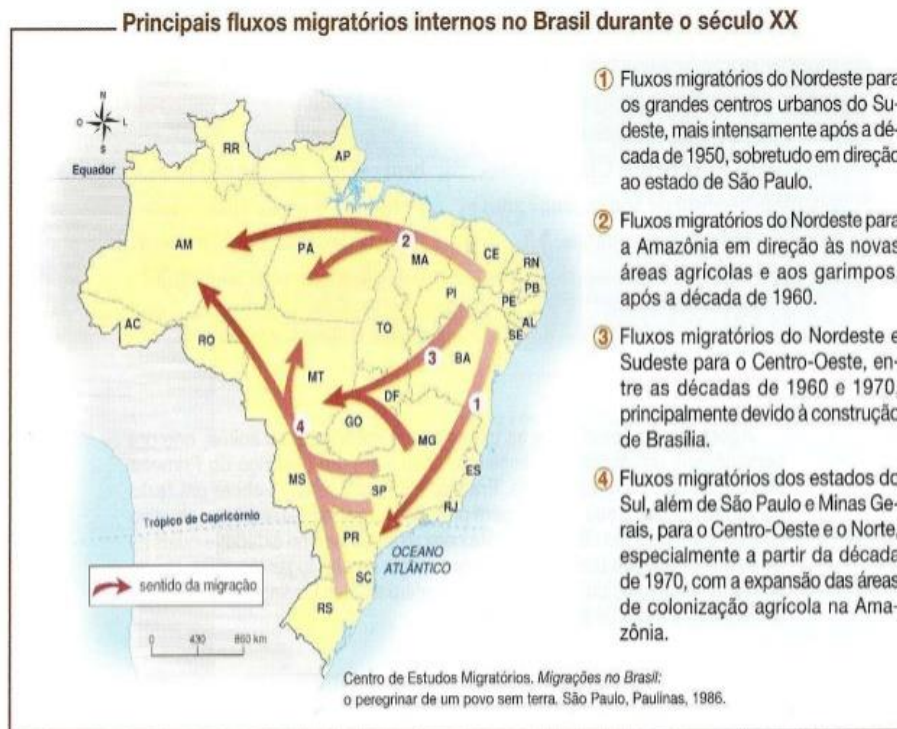 Principais fluxos migratórios internos no Brasil durante o século XX
N
O
L
S
Equador
RR
AP
AM
PA
2
MA
CE
RN
PB
PE
AL
SE
PI
AC
RO
TO
3
BA
MT
DF
1
GO
MG
4
MS
ES
SP
RJ
Trópico de Capricórnio
PR
OCEANO
ATLÂNTICO
SC
RS
sentido da migração
0 430 860 km
1 Fluxos migratórios do Nordeste para
os grandes centros urbanos do Su-
deste, mais intensamente após a dé-
cada de 1950, sobretudo em direção
ao estado de São Paulo.
2 Fluxos migratórios do Nordeste para
a Amazônia em direção às novas
áreas agrícolas e aos garimpos,
após a década de 1960.
3 Fluxos migratórios do Nordeste e
Sudeste para o Centro-Oeste, en-
tre as décadas de 1960 e 1970,
principalmente devido à construção
de Brasília.
4 Fluxos migratórios dos estados do
Sul, além de São Paulo e Minas Ge-
rais, para o Centro-Oeste e o Norte,
especialmente a partir da década
de 1970, com a expansão das áreas
de colonização agrícola na Ama-
zônia.
Centro de Estudos Migratórios. Migrações no Brasil:
o peregrinar de um povo sem terra. São Paulo, Paulinas, 1986.